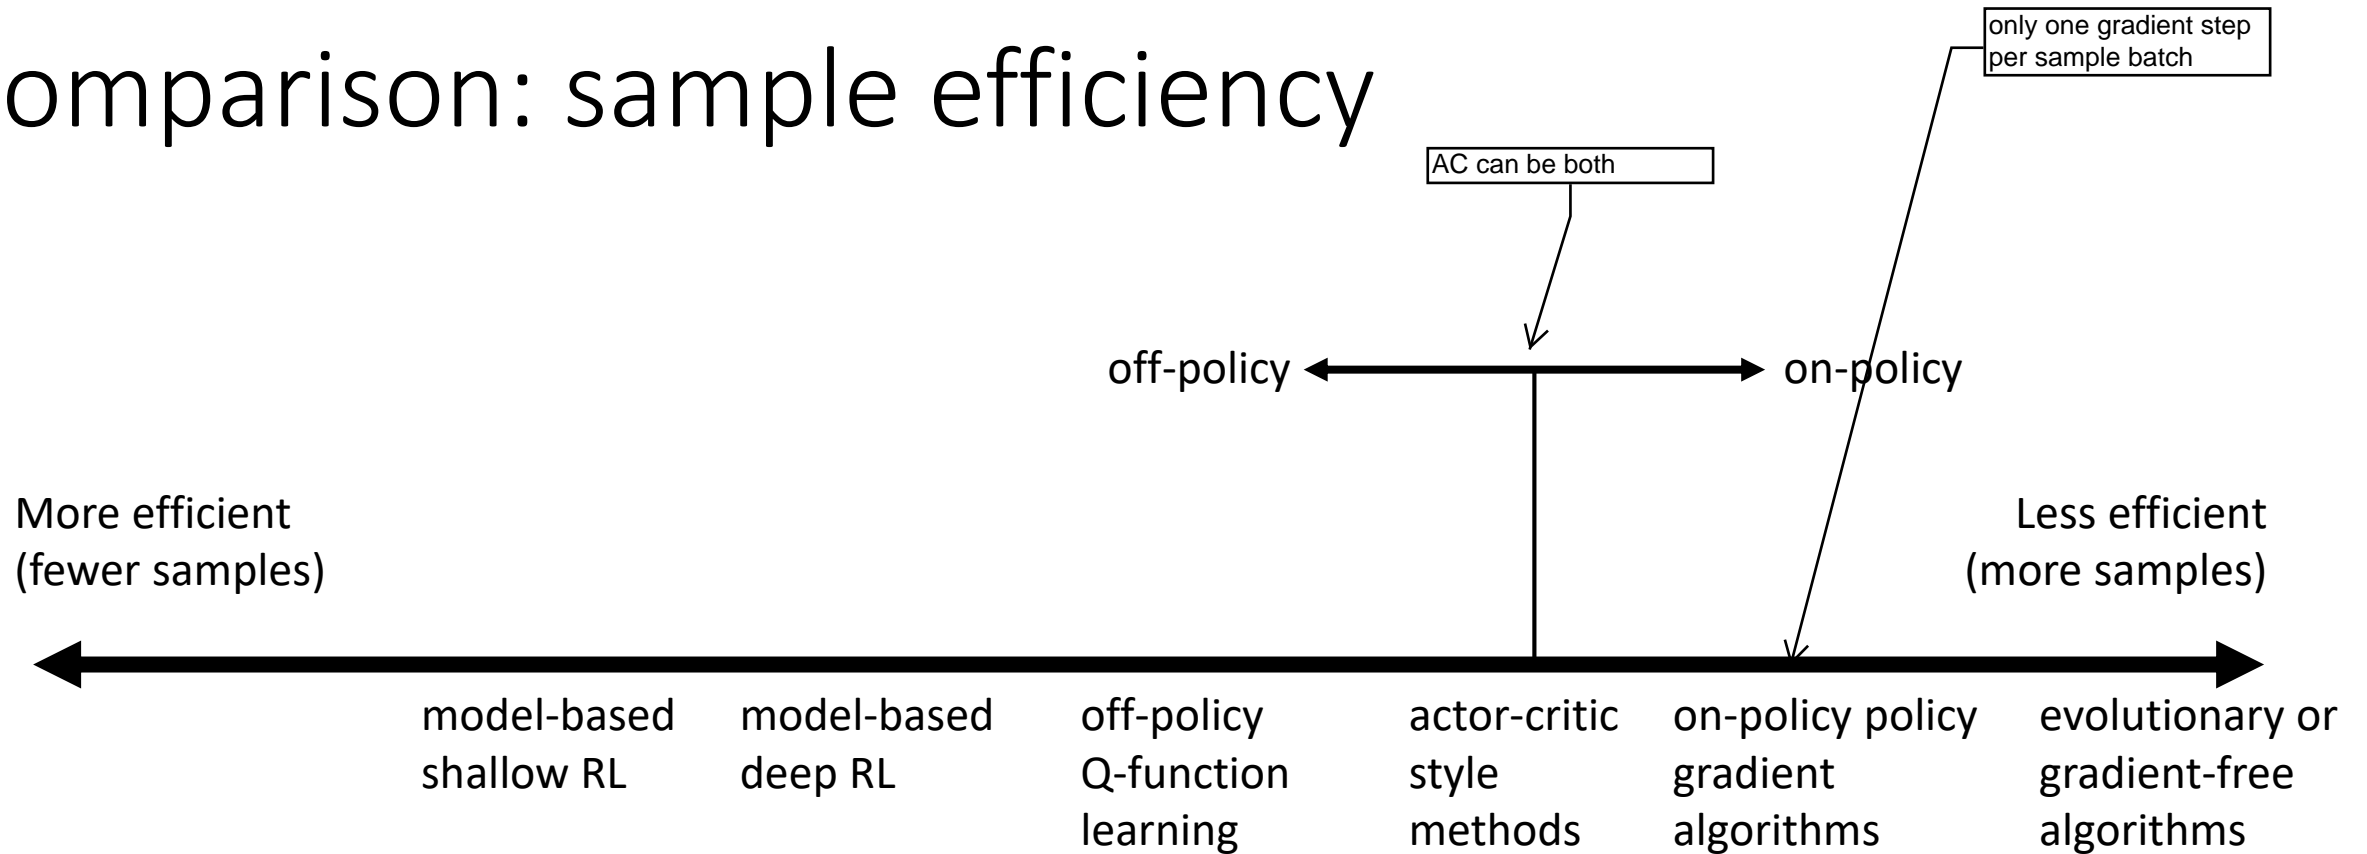 omparison: sample efficiency
only one gradient step
per sample batch
AC can be both
off-policy
on-policy
More efficient
(fewer samples)
Less efficient
(more samples)
model-based
shallow RL
model-based
deep RL
off-policy
Q-function
learning
actor-critic
style
methods
on-policy policy
gradient
algorithms
evolutionary or
gradient-free
algorithms